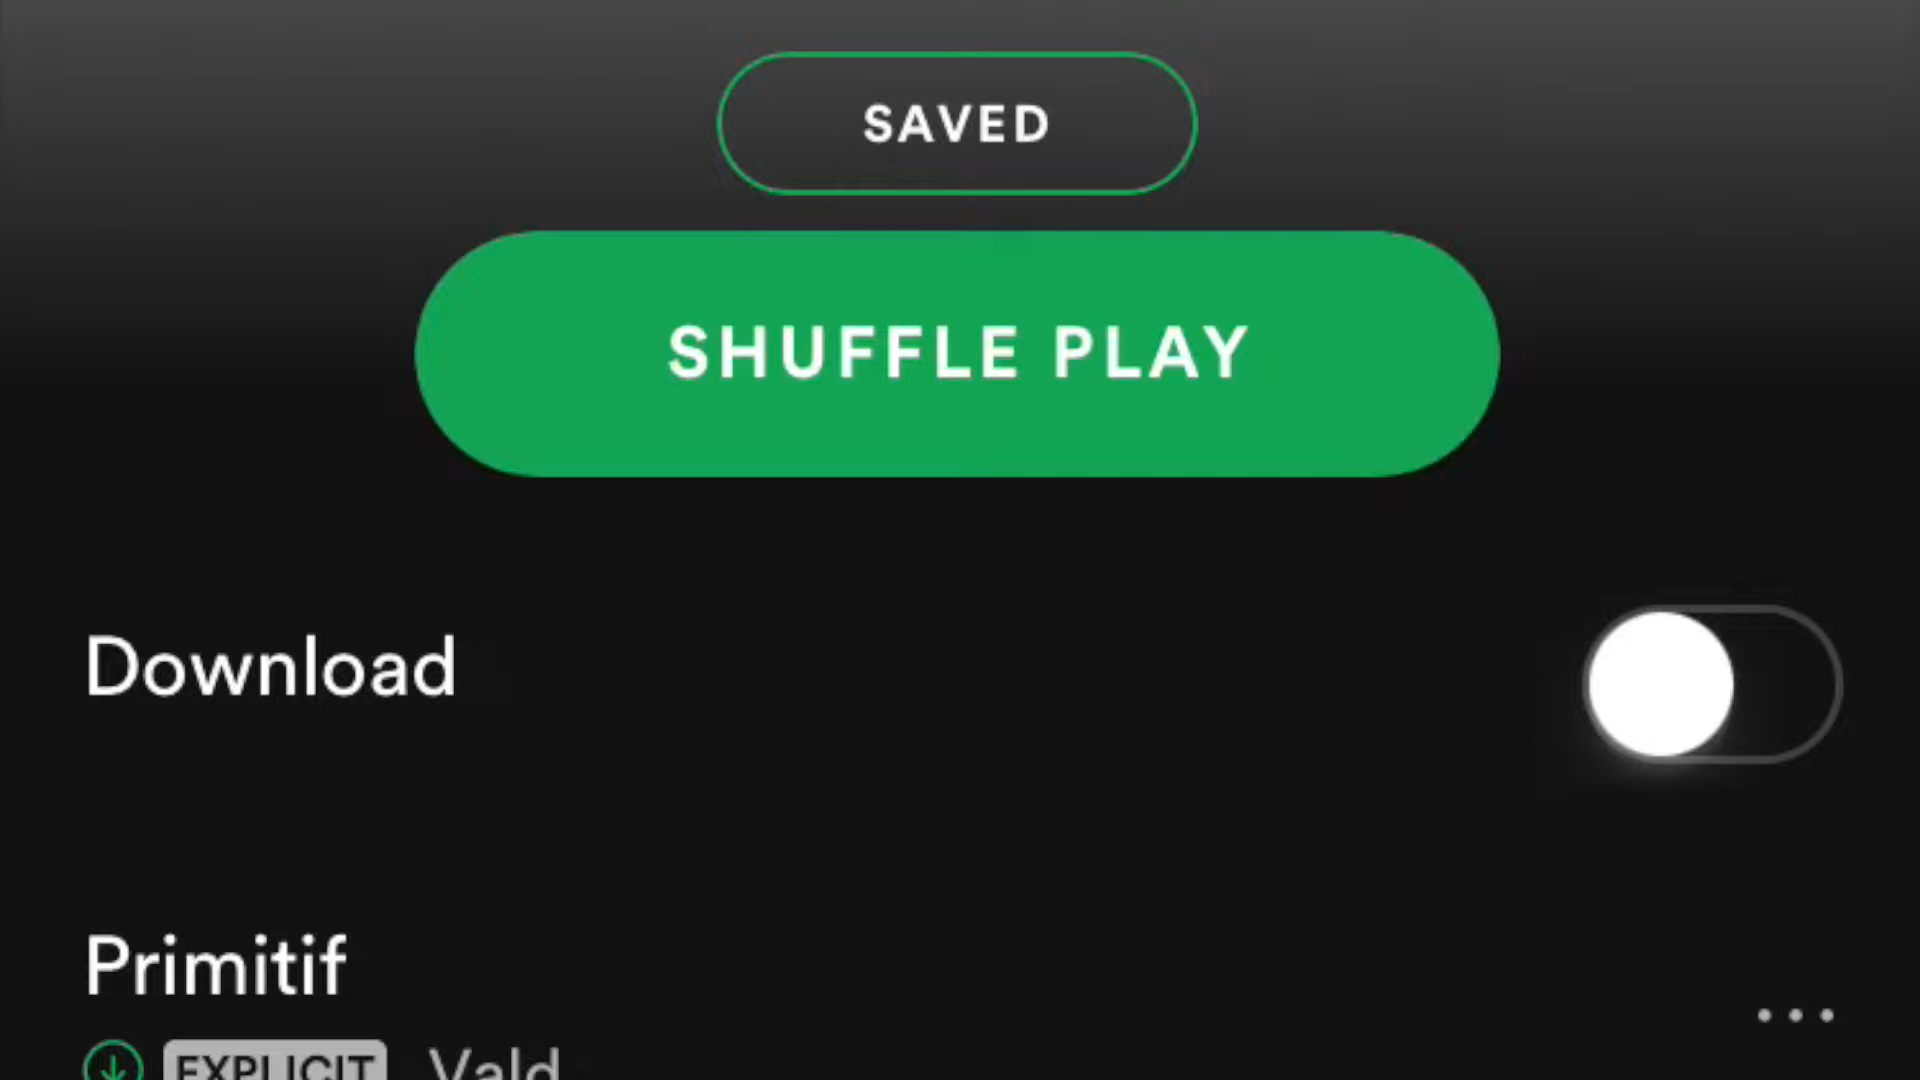 SAVED
SHUFFLE PLAY
Download
Primitif
EXPLICIT Vald